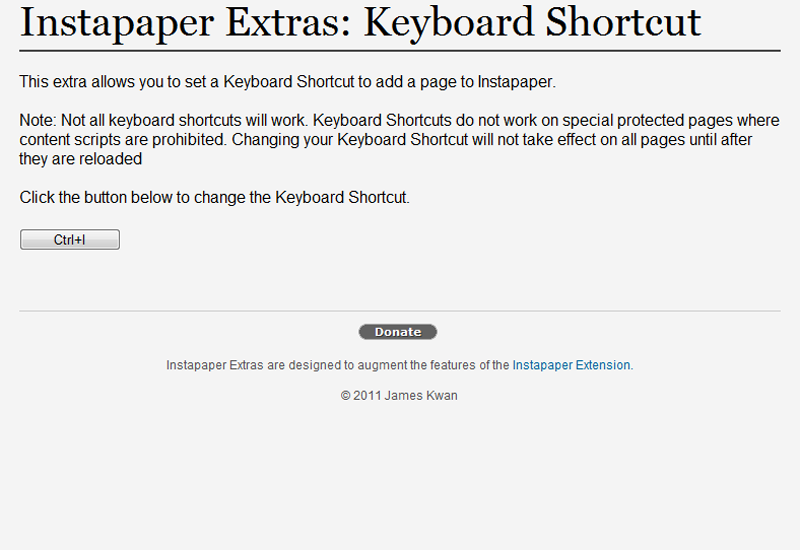 Instapaper Extras: Keyboard Shortcut
This extra allows you to set a Keyboard Shortcut to add a page to Instapaper.
Note: Not all keyboard shortcuts will work. Keyboard Shortcuts do not work on special protected pages where
content scripts are prohibited. Changing your Keyboard Shortcut will not take effect on all pages until after
they are reloaded
Click the button below to change the Keyboard Shortcut.
Ctrl+I
Donate
Instapaper Extras are designed to augment the features of the Instapaper Extension.
© 2011 James Kwan